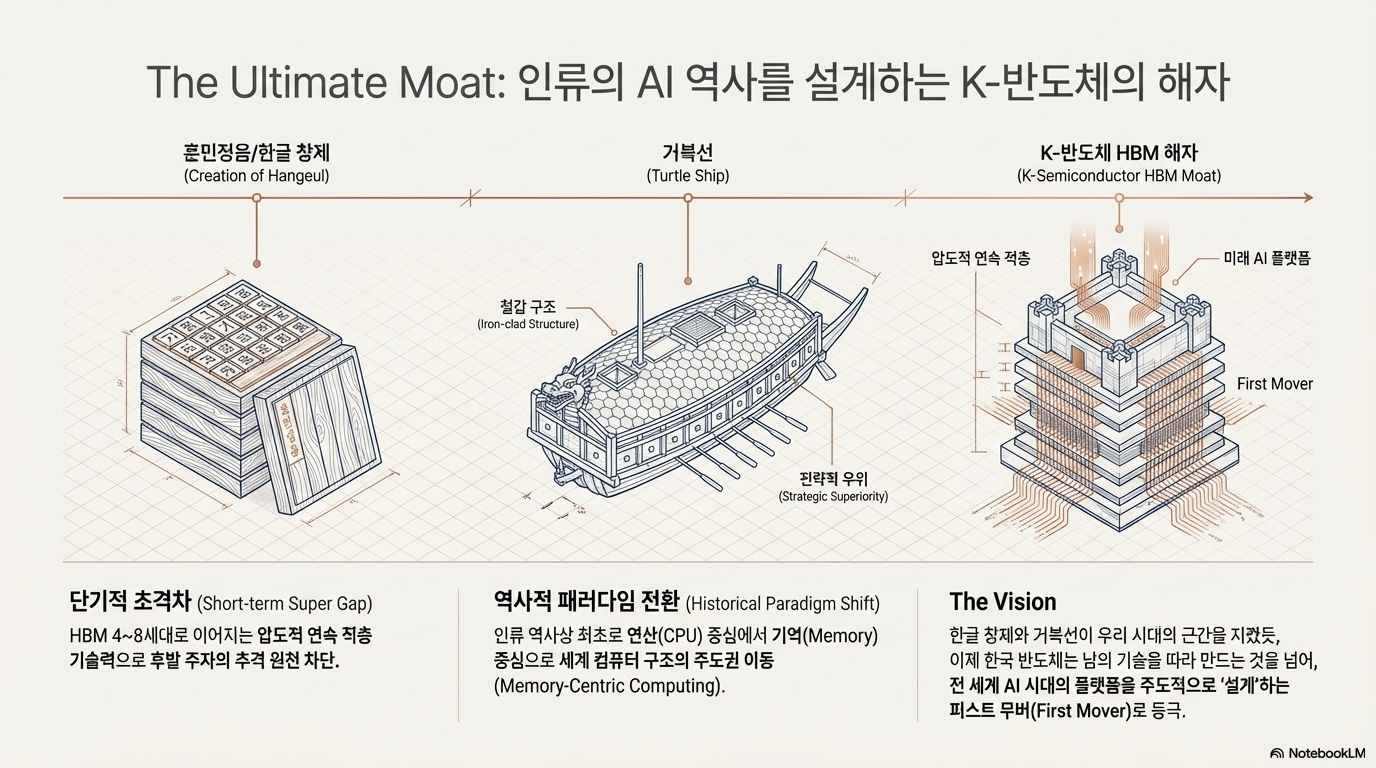 The Ultimate Moat: 인류의 AI 역사를 설계하는 K-반도체의 해자
훈민정음/한글 창제
(Creation of Hangeul)
거북선
(Turtle Ship)
K-반도체 HBM 해자
(K-Semiconductor HBM Moat)
철갑 구조
(Iron-clad Structure)
(Strategic Superiority)
압도적 연속 적층
미래 AI 플랫폼
First Mover
단기적 초격차 (Short-term Super Gap)
HBM 4~8세대로 이어지는 압도적 연속 적층
기술력으로 후발 주자의 추격 원천 차단.
역사적 패러다임 전환 (Historical Paradigm Shift)
인류 역사상 최초로 연산(CPU) 중심에서 기억(Memory)
중심으로 세계 컴퓨터 구조의 주도권 이동
(Memory-Centric Computing).
The Vision
한글 창제와 거북선이 우리 시대의 근간을 지켰듯,
이제 한국 반도체는 남의 기술을 따라 만드는 것을 넘어,
전 세계 AI 시대의 플랫폼을 주도적으로 '설계'하는
피스트 무버(First Mover)로 등극.
NotebookLM